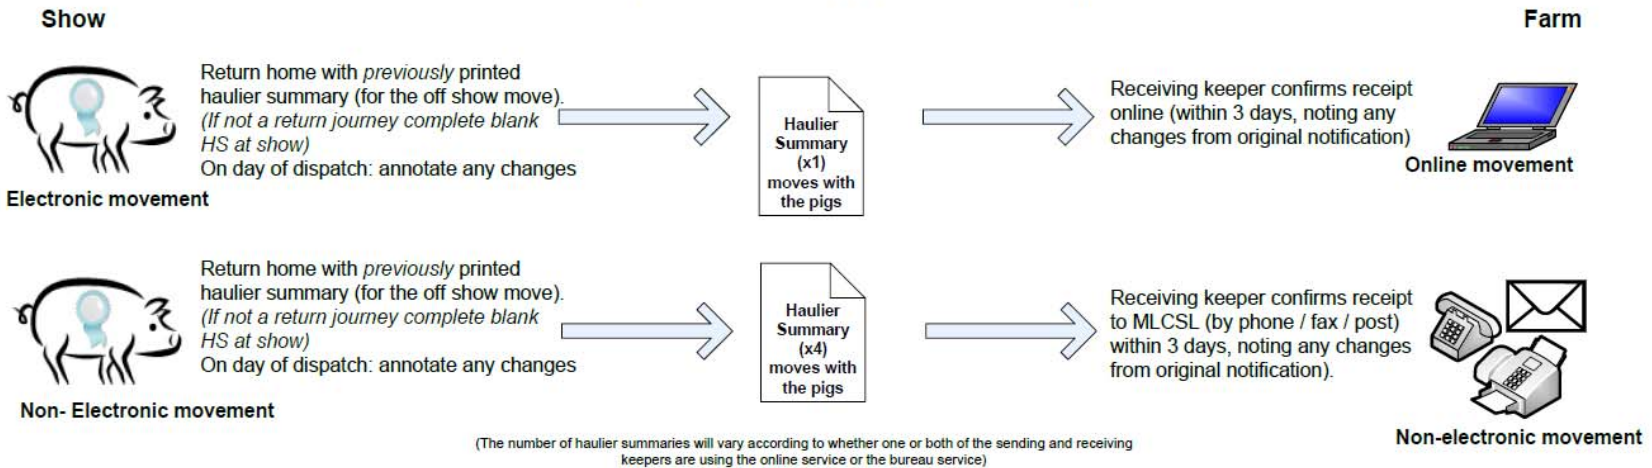 Show
Farm
Return home with previously printed
haulier summary (for the off show move).
(If not a return journey complete blank
HS at show)
On day of dispatch: annotate any changes
Electronic movement
Haulier
Summary
(x1)
moves with
the pigs
Receiving keeper confirms receipt
online (within 3 days, noting any
changes from original notification)
Online movement
Return home with previously printed
haulier summary (for the off show move).
(If not a return journey complete blank
HS at show)
On day of dispatch: annotate any changes
Non- Electronic movement
Haulier
Summary
(x4)
moves with
the pigs
Receiving keeper confirms receipt
to MLCSL (by phone / fax / post)
within 3 days, noting any changes
from original notification).
Non-electronic movement
(The number of haulier summaries will vary according to whether one or both of the sending and receiving
keepers are using the online service or the bureau service)